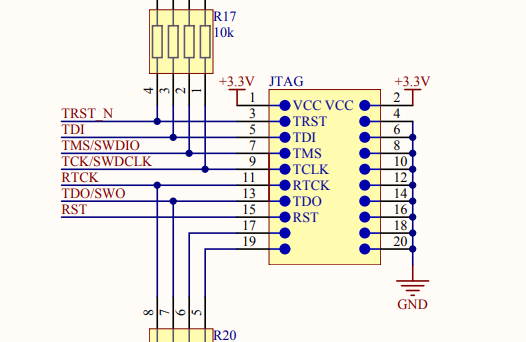 R17
10k
4 3 2 1
JTAG
+3.3V +3.3V
1 VCC VCC 2
TRST_N 3 TRST 4
TDI 5 TDI 6
TMS/SWDIO 7 TMS 8
TCK/SWDCLK 9 TCLK 10
RTCK 11 RTCK 12
TDO/SWO 13 TDO 14
RST 15 RST 16
17 18
19 20
GND
8 7 6 5
R20